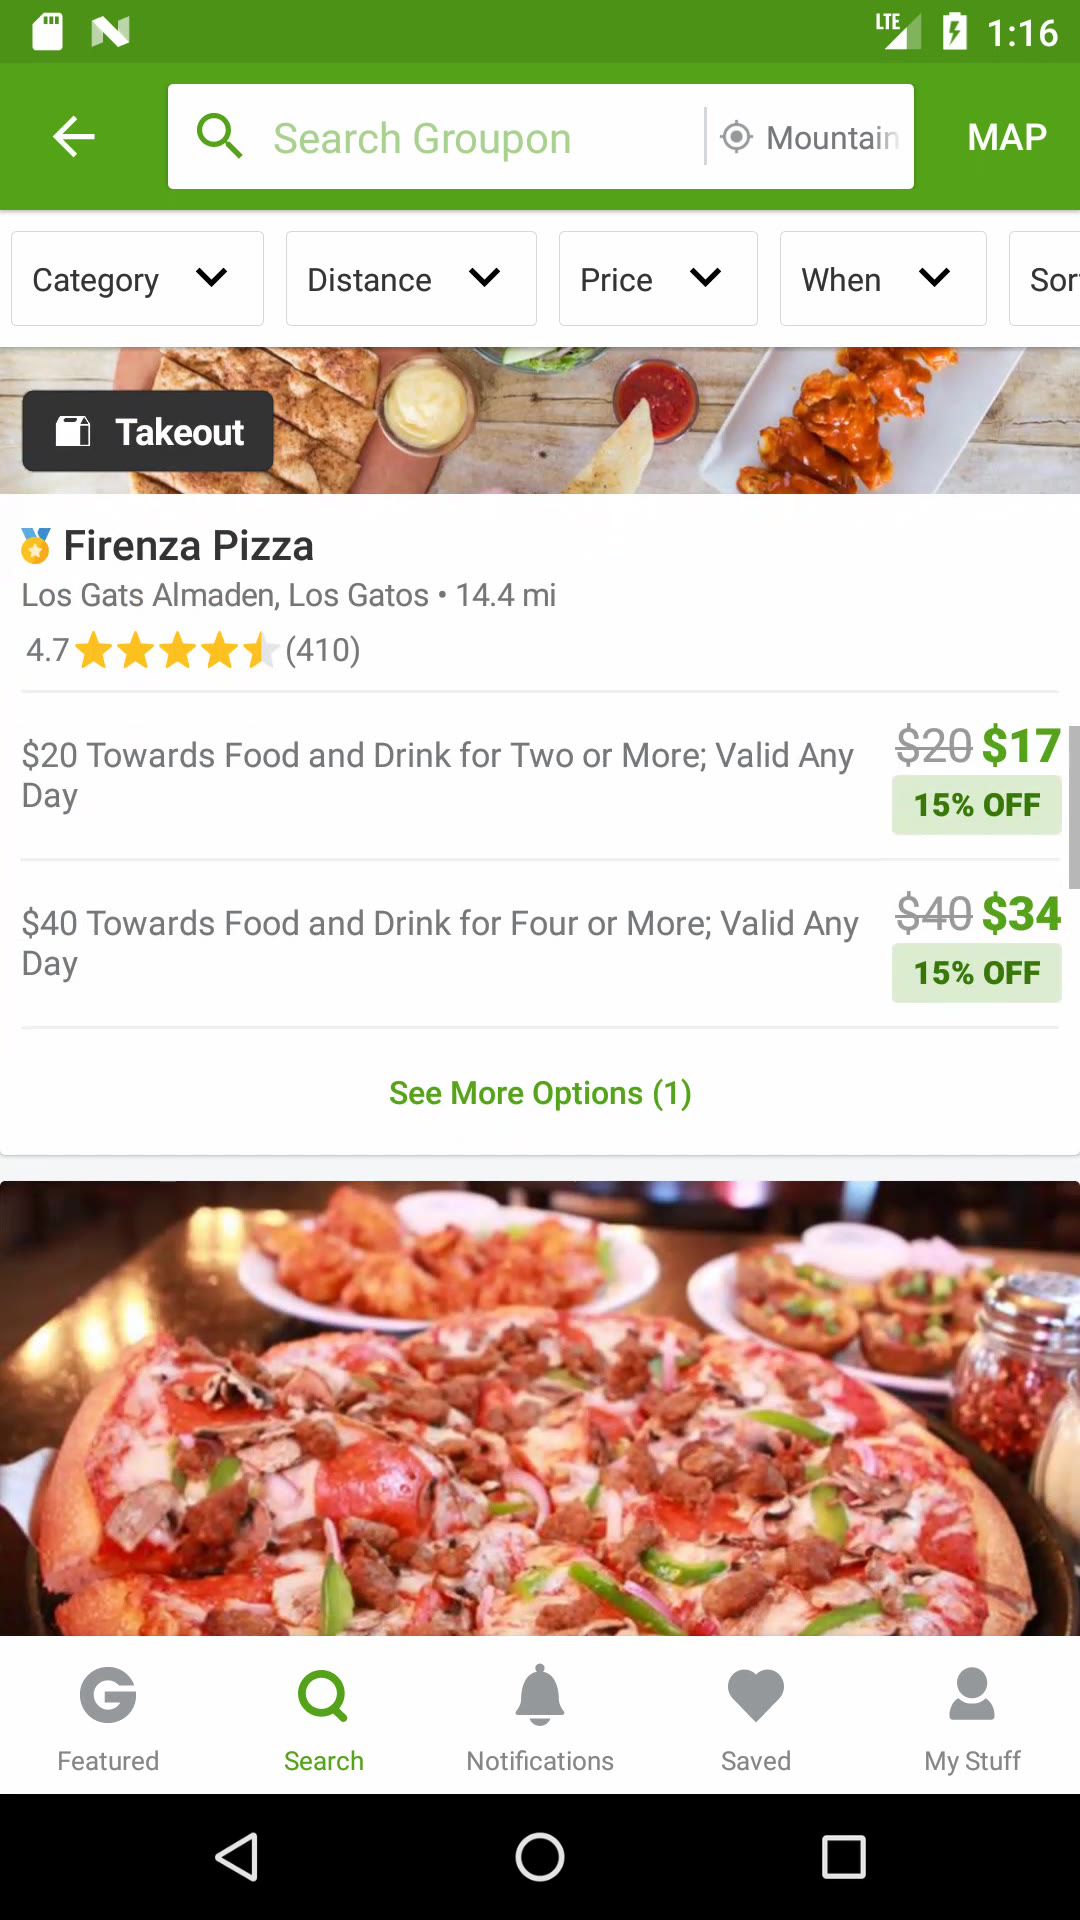 LTE 1:16
Search Groupon Mountain MAP
Category Distance Price When Sor
Takeout
Firenza Pizza
Los Gats Almaden, Los Gatos • 14.4 mi
4.7 (410)
$20 Towards Food and Drink for Two or More; Valid Any
Day
$20 $17
15% OFF
$40 Towards Food and Drink for Four or More; Valid Any
Day
$40 $34
15% OFF
See More Options (1)
Featured Search Notifications Saved My Stuff